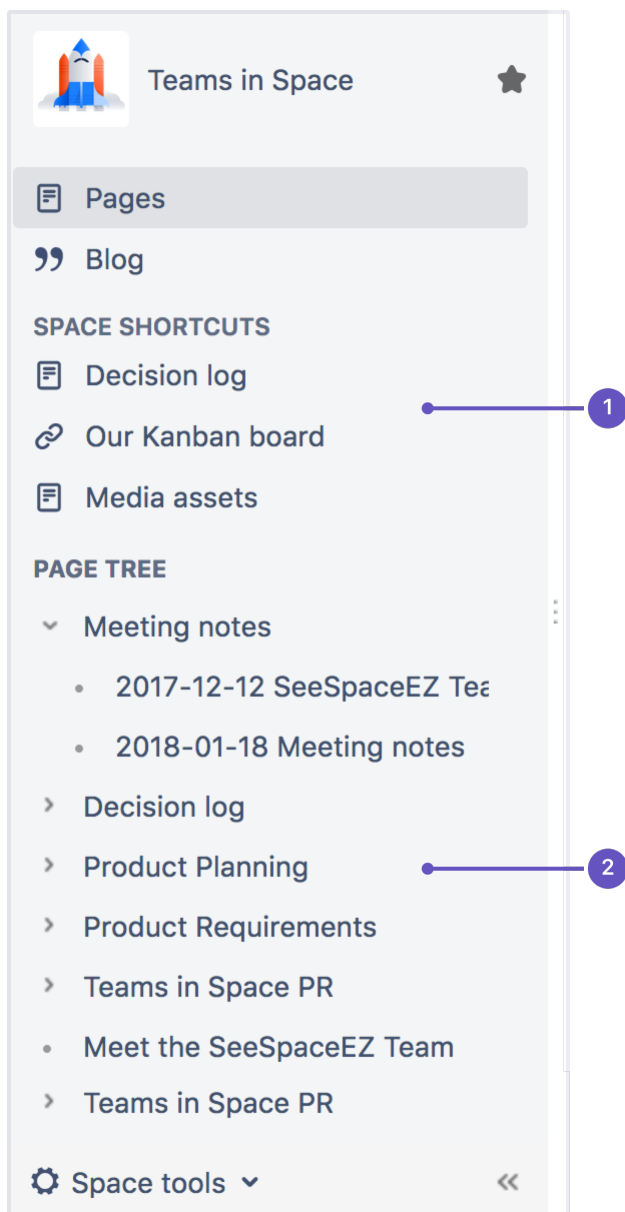 Teams in Space
Pages
Blog
SPACE SHORTCUTS
Decision log
1
Our Kanban board
Media assets
PAGE TREE
Meeting notes
2017-12-12 SeeSpaceEZ Tea
2018-01-18 Meeting notes
Decision log
Product Planning
2
Product Requirements
Teams in Space PR
Meet the SeeSpaceEZ Team
Teams in Space PR
Space tools